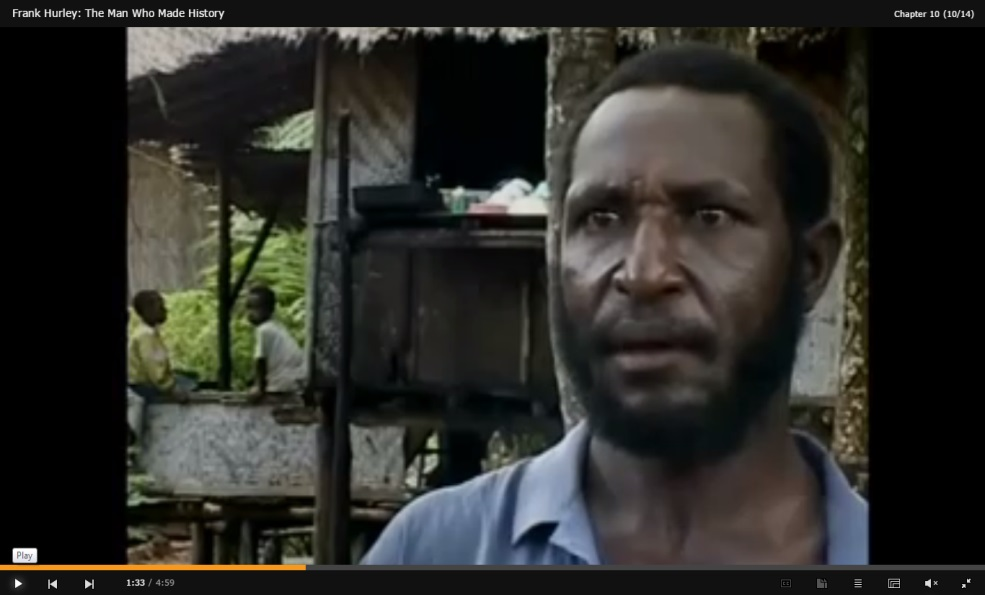 Frank Hurley: The Man Who Made History
Chapter 10 (10/14)
Play
1:33 / 4:59